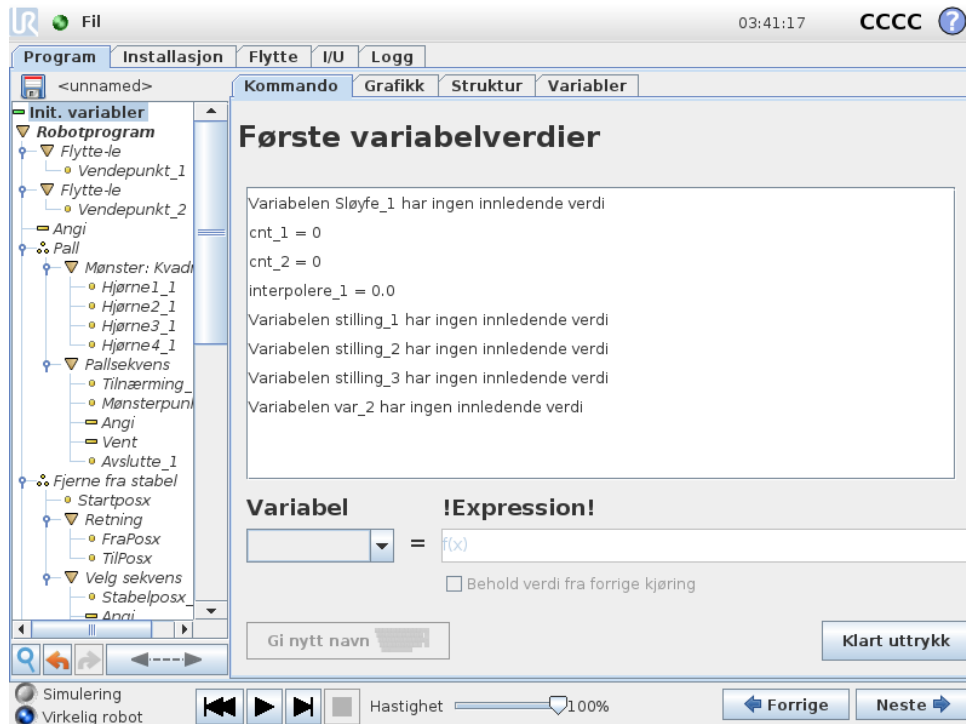 UR Fil 03:41:17 CCCC ?
Program Installasjon Flytte I/U Logg
<unnamed>
Kommando Grafikk Struktur Variabler
Init. variabler
Robotprogram
Flytte-le
Vendepunkt_1
Flytte-le
Vendepunkt_2
Angi
Pall
Mønster: Kvadr
Hjørne1_1
Hjørne2_1
Hjørne3_1
Hjørne4_1
Pallsekvens
Tilnærming_
Mønsterpunl
Angi
Vent
Avslutte_1
Fjerne fra stabel
Startposx
Retning
FraPosx
TilPosx
Velg sekvens
Stabelposx_
Angi
Første variabelverdier
Variabelen Sløyfe_1 har ingen innledende verdi
cnt_1 = 0
cnt_2 = 0
interpolere_1 = 0.0
Variabelen stilling_1 har ingen innledende verdi
Variabelen stilling_2 har ingen innledende verdi
Variabelen stilling_3 har ingen innledende verdi
Variabelen var_2 har ingen innledende verdi
Variabel !Expression!
= f(x)
Behold verdi fra forrige kjøring
Gi nytt navn Klart uttrykk
Simulering
Virkelig robot
Hastighet 100%
Forrige Neste